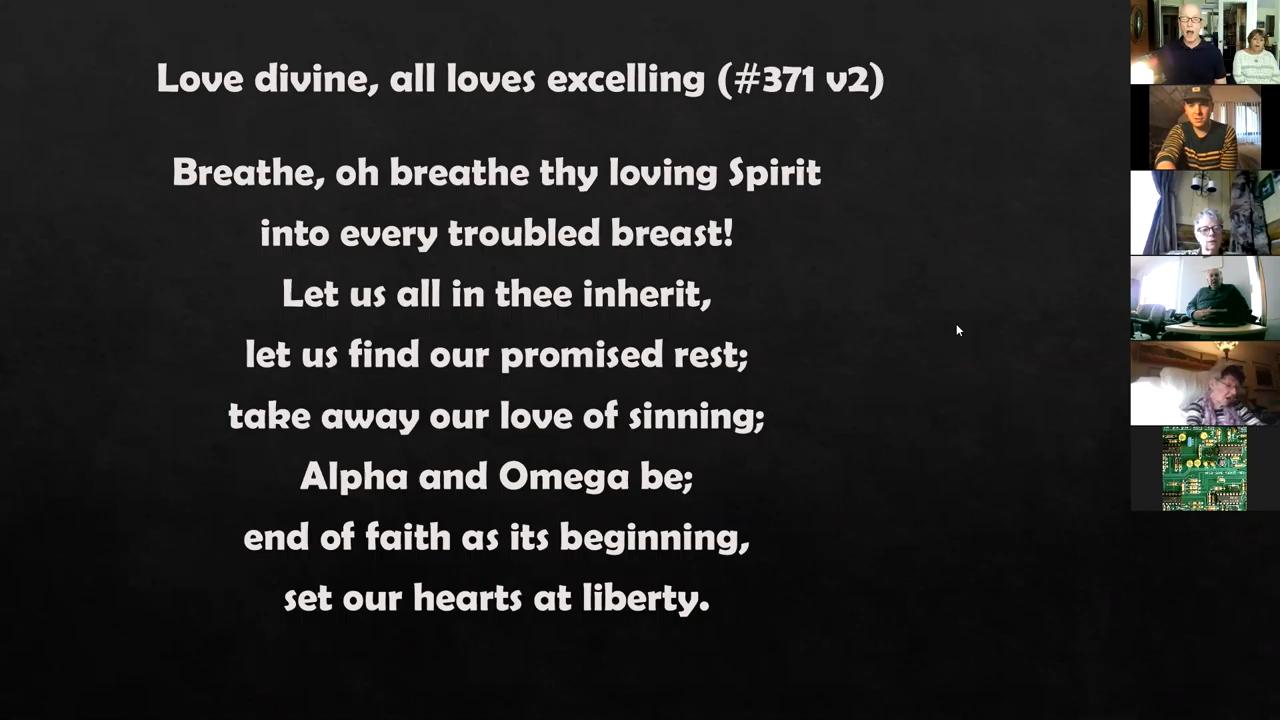 Love divine, all loves excelling (#371 v2)
Breathe, oh breathe thy loving Spirit
into every troubled breast!
Let us all in thee inherit,
let us find our promised rest;
take away our love of sinning;
Alpha and Omega be;
end of faith as its beginning,
set our hearts at liberty.